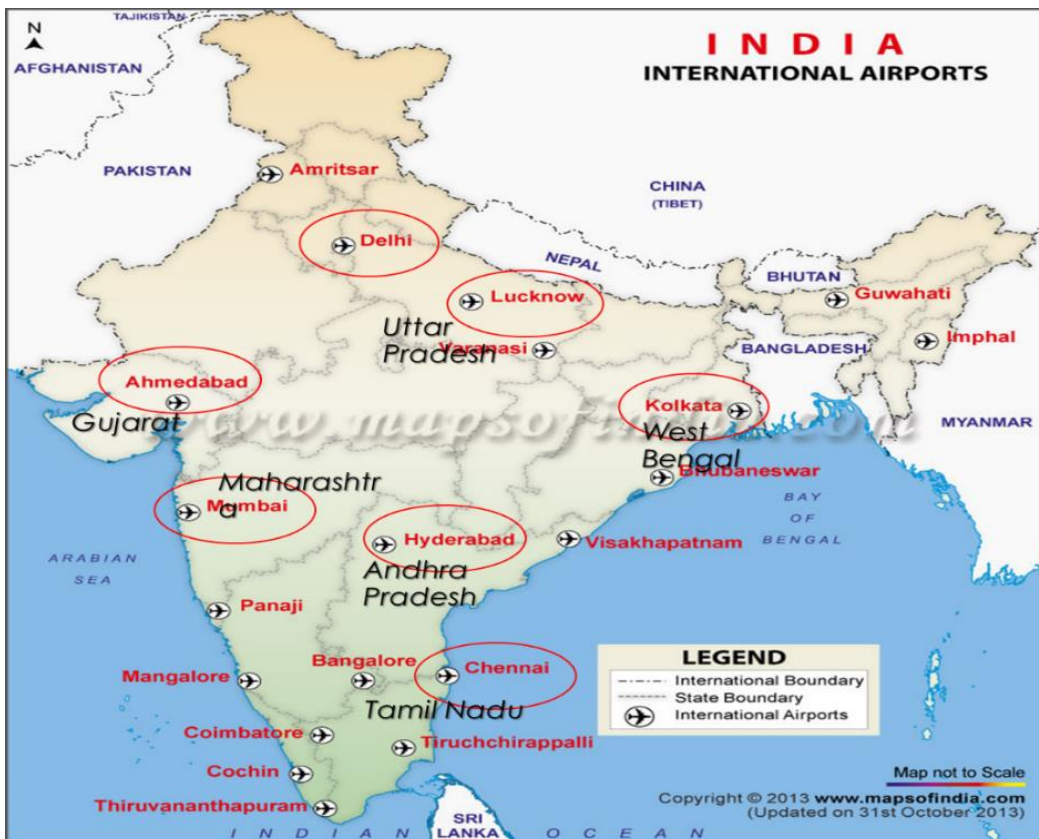 TAJIKISTAN
N
INDIA
INTERNATIONAL AIRPORTS
AFGHANISTAN
PAKISTAN
Amritsar
CHINA
(TIBET)
Delhi
NEPAL
BHUTAN
Lucknow
Guwahati
Uttar
Pradesh
Varanasi
Imphal
BANGLADESH
Ahmedabad
Kolkata
Gujarat
www.mapsofindia.com
MYANMAR
West
Bengal
Bhubaneswar
Maharashtr
a
Mumbai
BAY
OF
BENGAL
Hyderabad
Visakhapatnam
ARABIAN
SEA
Andhra
Pradesh
Panaji
LEGEND
International Boundary
State Boundary
International Airports
Bangalore
Chennai
Mangalore
Tamil Nadu
Coimbatore
Tiruchchirappalli
Cochin
Map not to Scale
Thiruvananthapuram
Copyright © 2013 www.mapsofindia.com
(Updated on 31st October 2013)
SRI
LANKA
INDIAN OCEAN